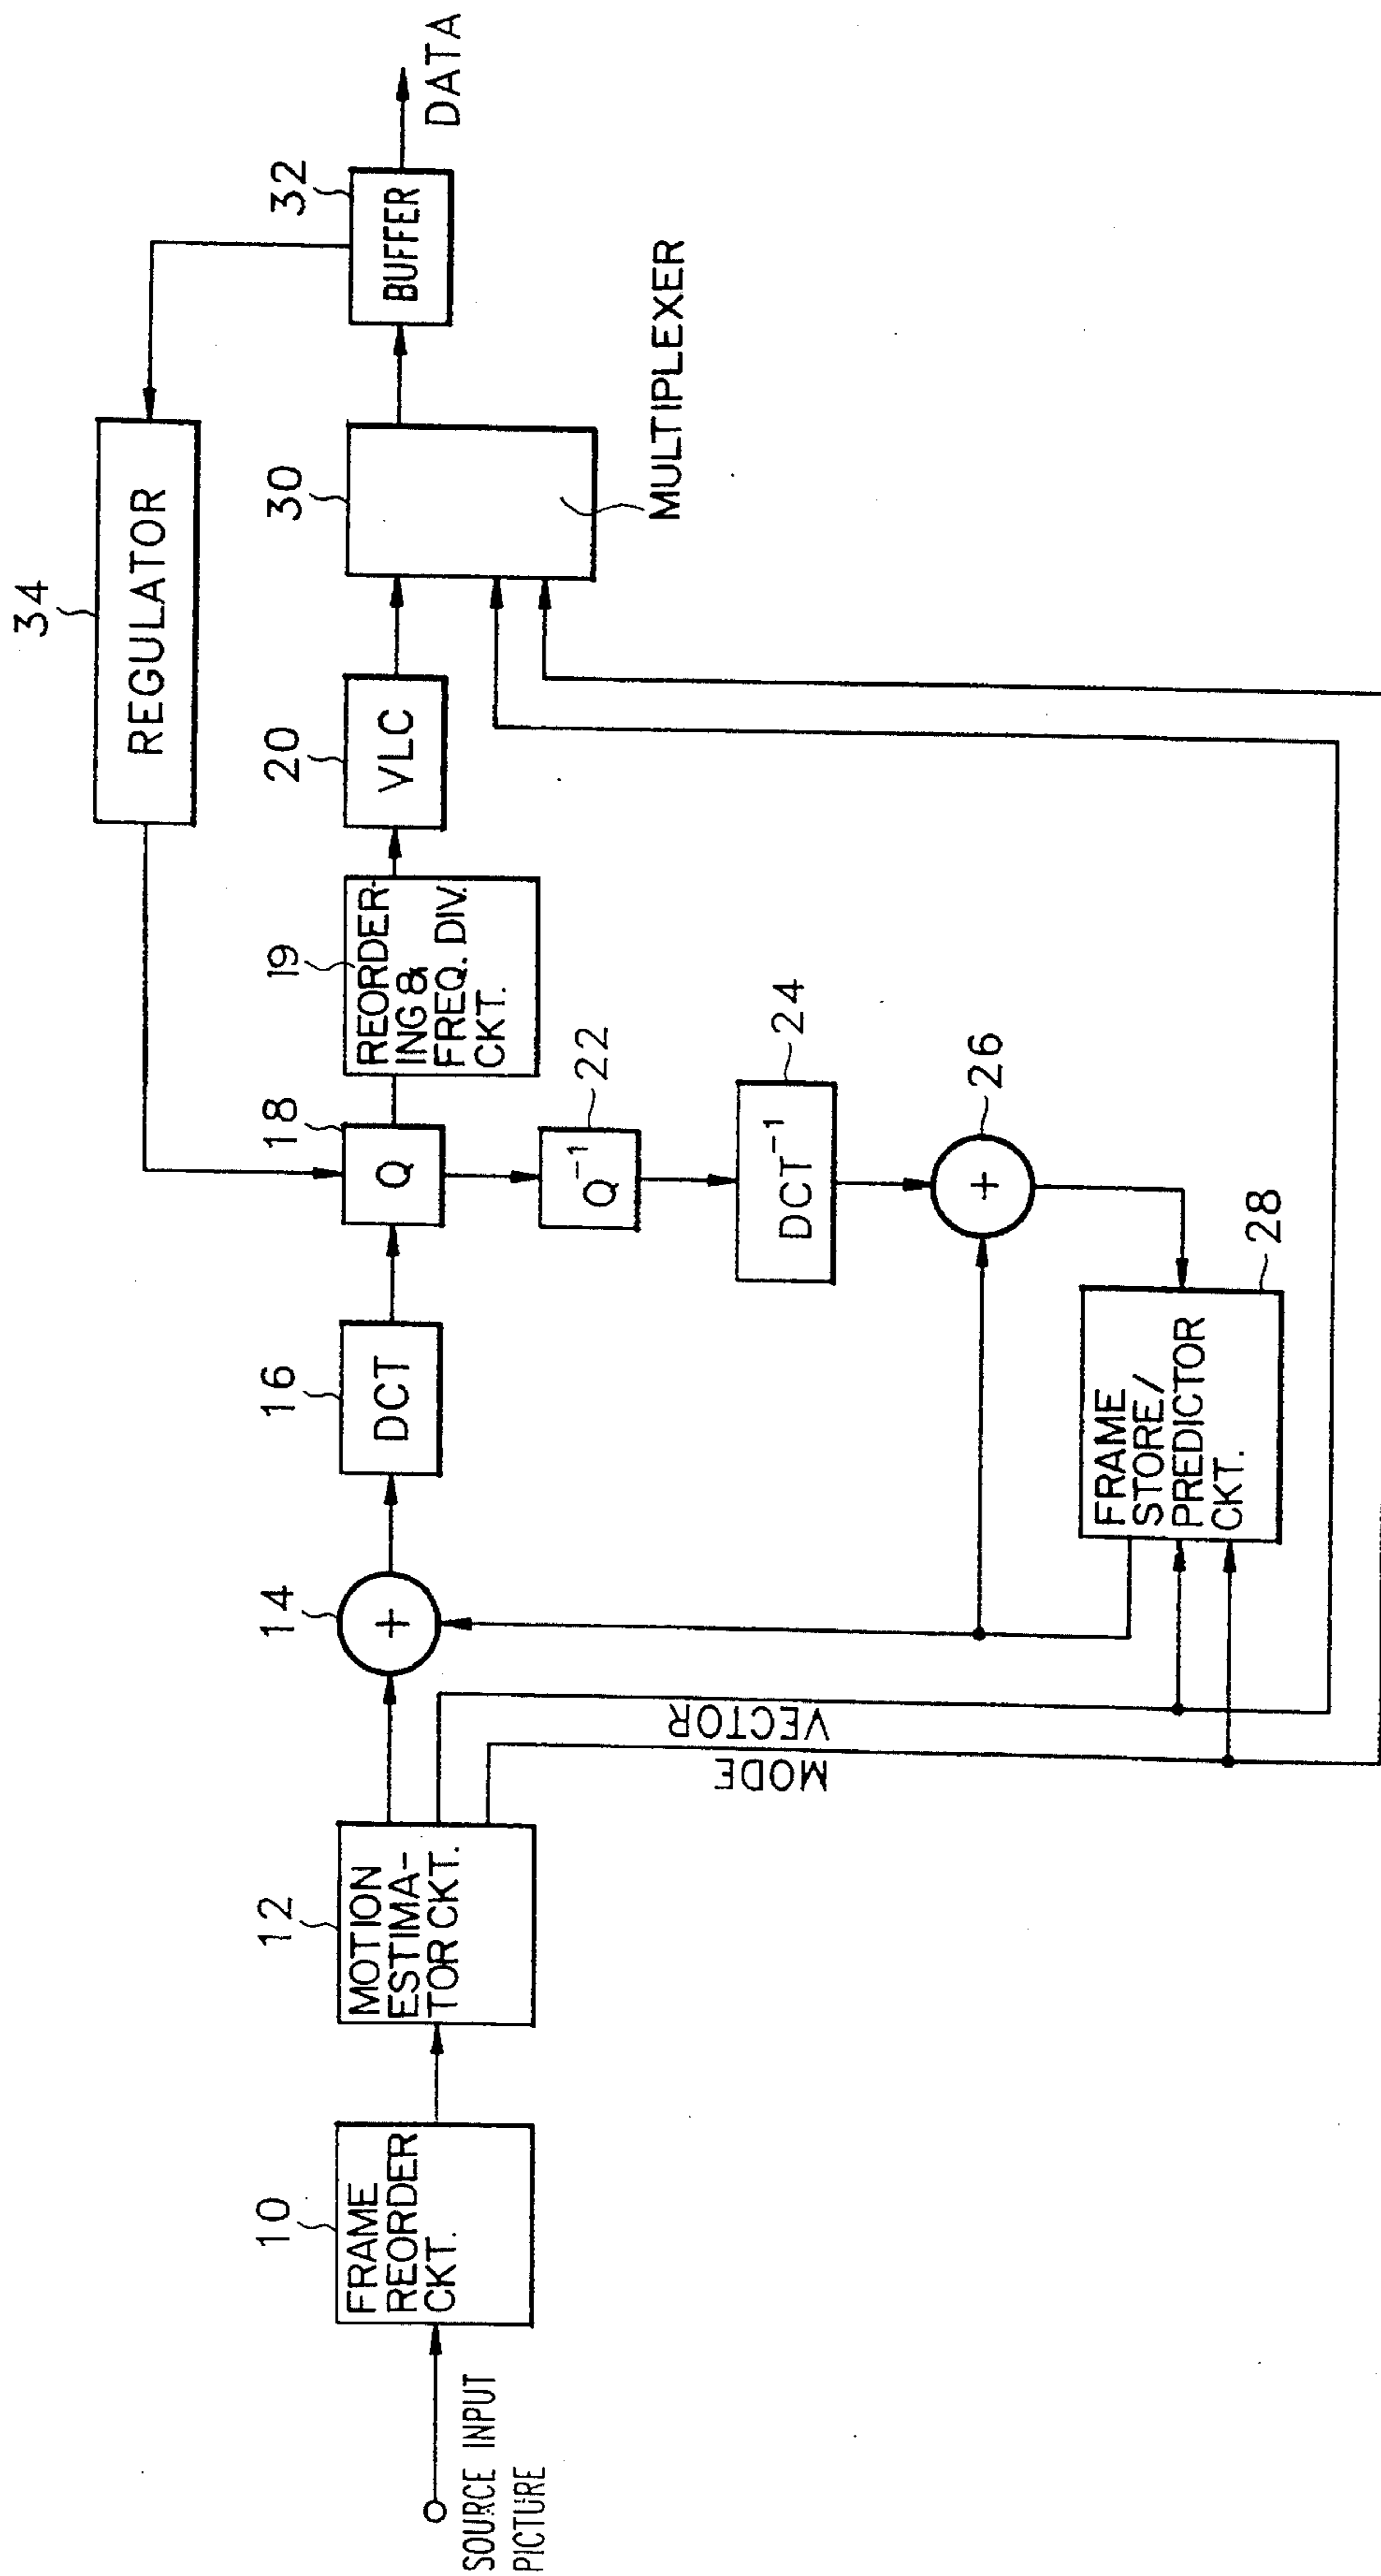 34
REGULATOR
10
FRAME
REORDER
CKT.
SOURCE INPUT
PICTURE
12
MOTION
ESTIMA-
TOR CKT.
14
+
16
DCT
18
Q
19
REORDER-
ING &
FREQ. DIV.
CKT.
20
VLC
30
MULTIPLEXER
32
BUFFER
DATA
22
Q⁻¹
24
DCT⁻¹
26
+
28
FRAME
STORE/
PREDICTOR
CKT.
VECTOR
MODE